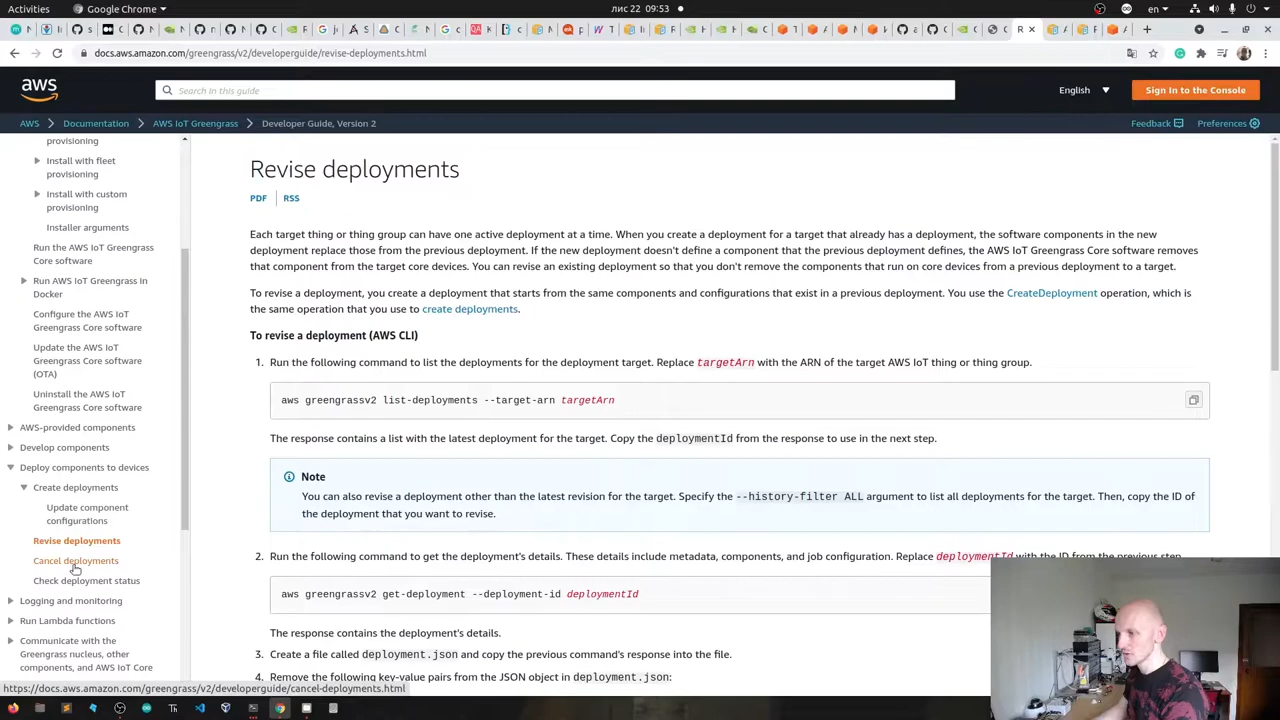 Activities
Google Chrome
лис 22 09:53
en
docs.aws.amazon.com/greengrass/v2/developerguide/revise-deployments.html
aws
Search in this guide
English
Sign In to the Console
AWS > Documentation > AWS IoT Greengrass > Developer Guide, Version 2
Feedback
Preferences
provisioning
Install with fleet
provisioning
Install with custom
provisioning
Installer arguments
Run the AWS IoT Greengrass
Core software
Run AWS IoT Greengrass in
Docker
Configure the AWS IoT
Greengrass Core software
Update the AWS IoT
Greengrass Core software
(OTA)
Uninstall the AWS IoT
Greengrass Core software
AWS-provided components
Develop components
Deploy components to devices
Create deployments
Update component
configurations
Revise deployments
Cancel deployments
Check deployment status
Logging and monitoring
Run Lambda functions
Communicate with the
Greengrass nucleus, other
components, and AWS IoT Core
Revise deployments
PDF
RSS
Each target thing or thing group can have one active deployment at a time. When you create a deployment for a target that already has a deployment, the software components in the new
deployment replace those from the previous deployment. If the new deployment doesn't define a component that the previous deployment defines, the AWS IoT Greengrass Core software removes
that component from the target core devices. You can revise an existing deployment so that you don't remove the components that run on core devices from a previous deployment to a target.
To revise a deployment, you create a deployment that starts from the same components and configurations that exist in a previous deployment. You use the CreateDeployment operation, which is
the same operation that you use to create deployments.
To revise a deployment (AWS CLI)
1. Run the following command to list the deployments for the deployment target. Replace targetArn with the ARN of the target AWS IoT thing or thing group.
aws greengrassv2 list-deployments --target-arn targetArn
The response contains a list with the latest deployment for the target. Copy the deploymentId from the response to use in the next step.
Note
You can also revise a deployment other than the latest revision for the target. Specify the --history-filter ALL argument to list all deployments for the target. Then, copy the ID of
the deployment that you want to revise.
2. Run the following command to get the deployment's details. These details include metadata, components, and job configuration. Replace deploymentId with the ID from the previous step
aws greengrassv2 get-deployment --deployment-id deploymentId
The response contains the deployment's details.
3. Create a file called deployment.json and copy the previous command's response into the file.
4. Remove the following key-value pairs from the JSON object in deployment.json:
https://docs.aws.amazon.com/greengrass/v2/developerguide/cancel-deployments.html